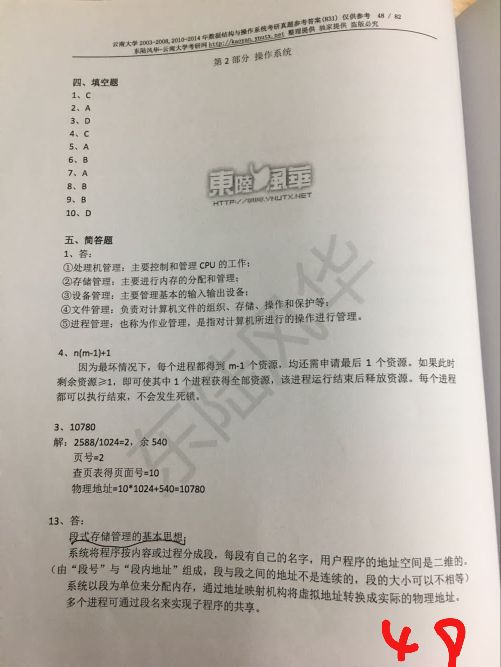 云南大学 2003-2008,2010-2014 年数据结构与操作系统考研真题参考答案(831) 仅供参考 48 / 82
东陆风华-云南大学考研网 http://kaoyan.ynutx.net 整理提供 独家提供 盗版必究
第 2 部分 操作系统
四、填空题
1、C
2、A
3、D
4、C
5、A
6、B
7、A
8、B
9、B
10、D
東陸風華
HTTP://WWW.YNUTX.NET
五、简答题
1、答:
①处理机管理:主要控制和管理 CPU 的工作;
②存储管理:主要进行内存的分配和管理;
③设备管理:主要管理基本的输入输出设备;
④文件管理:负责对计算机文件的组织、存储、操作和保护等;
⑤进程管理:也称为作业管理,是指对计算机所进行的操作进行管理。
4、n(m-1)+1
因为最坏情况下,每个进程都得到 m-1 个资源,均还需申请最后 1 个资源。如果此时
剩余资源≥1,即可使其中 1 个进程获得全部资源,该进程运行结束后释放资源。每个进程
都可以执行结束,不会发生死锁。
3、10780
解:2588/1024=2,余 540
页号=2
查页表得页面号=10
物理地址=10*1024+540=10780
13、答:
段式存储管理的基本思想:
系统将程序按内容或过程分成段,每段有自己的名字,用户程序的地址空间是二维的。
(由“段号”与“段内地址”组成,段与段之间的地址不是连续的,段的大小可以不相等)
系统以段为单位来分配内存,通过地址映射机构将虚拟地址转换成实际的物理地址。
多个进程可通过段名来实现子程序的共享。
东陆风华
48